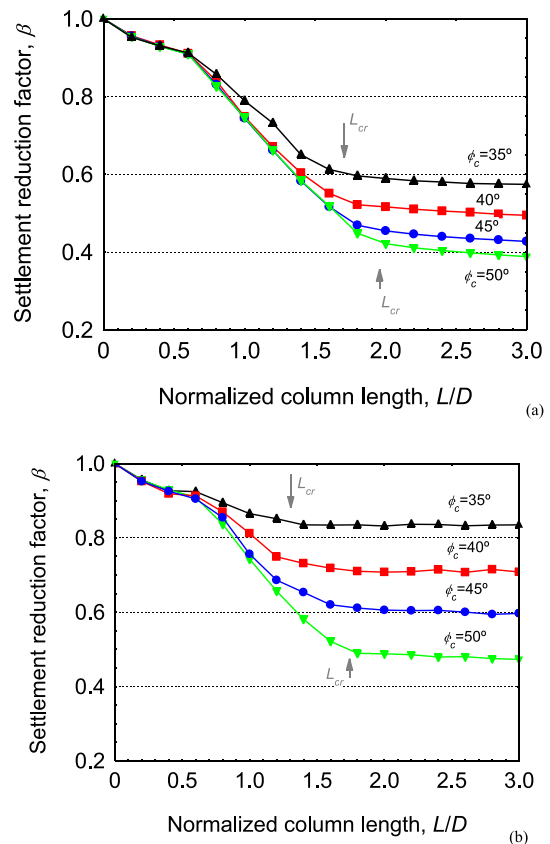 1.0
0.8
0.6
0.4
0.2
Settlement reduction factor, β
L_cr
ϕ_c=35º
40º
45º
ϕ_c=50º
L_cr
0.0 0.5 1.0 1.5 2.0 2.5 3.0
Normalized column length, L/D
(a)
1.0
0.8
0.6
0.4
0.2
Settlement reduction factor, β
L_cr
ϕ_c=35º
ϕ_c=40º
ϕ_c=45º
ϕ_c=50º
L_cr
0.0 0.5 1.0 1.5 2.0 2.5 3.0
Normalized column length, L/D
(b)